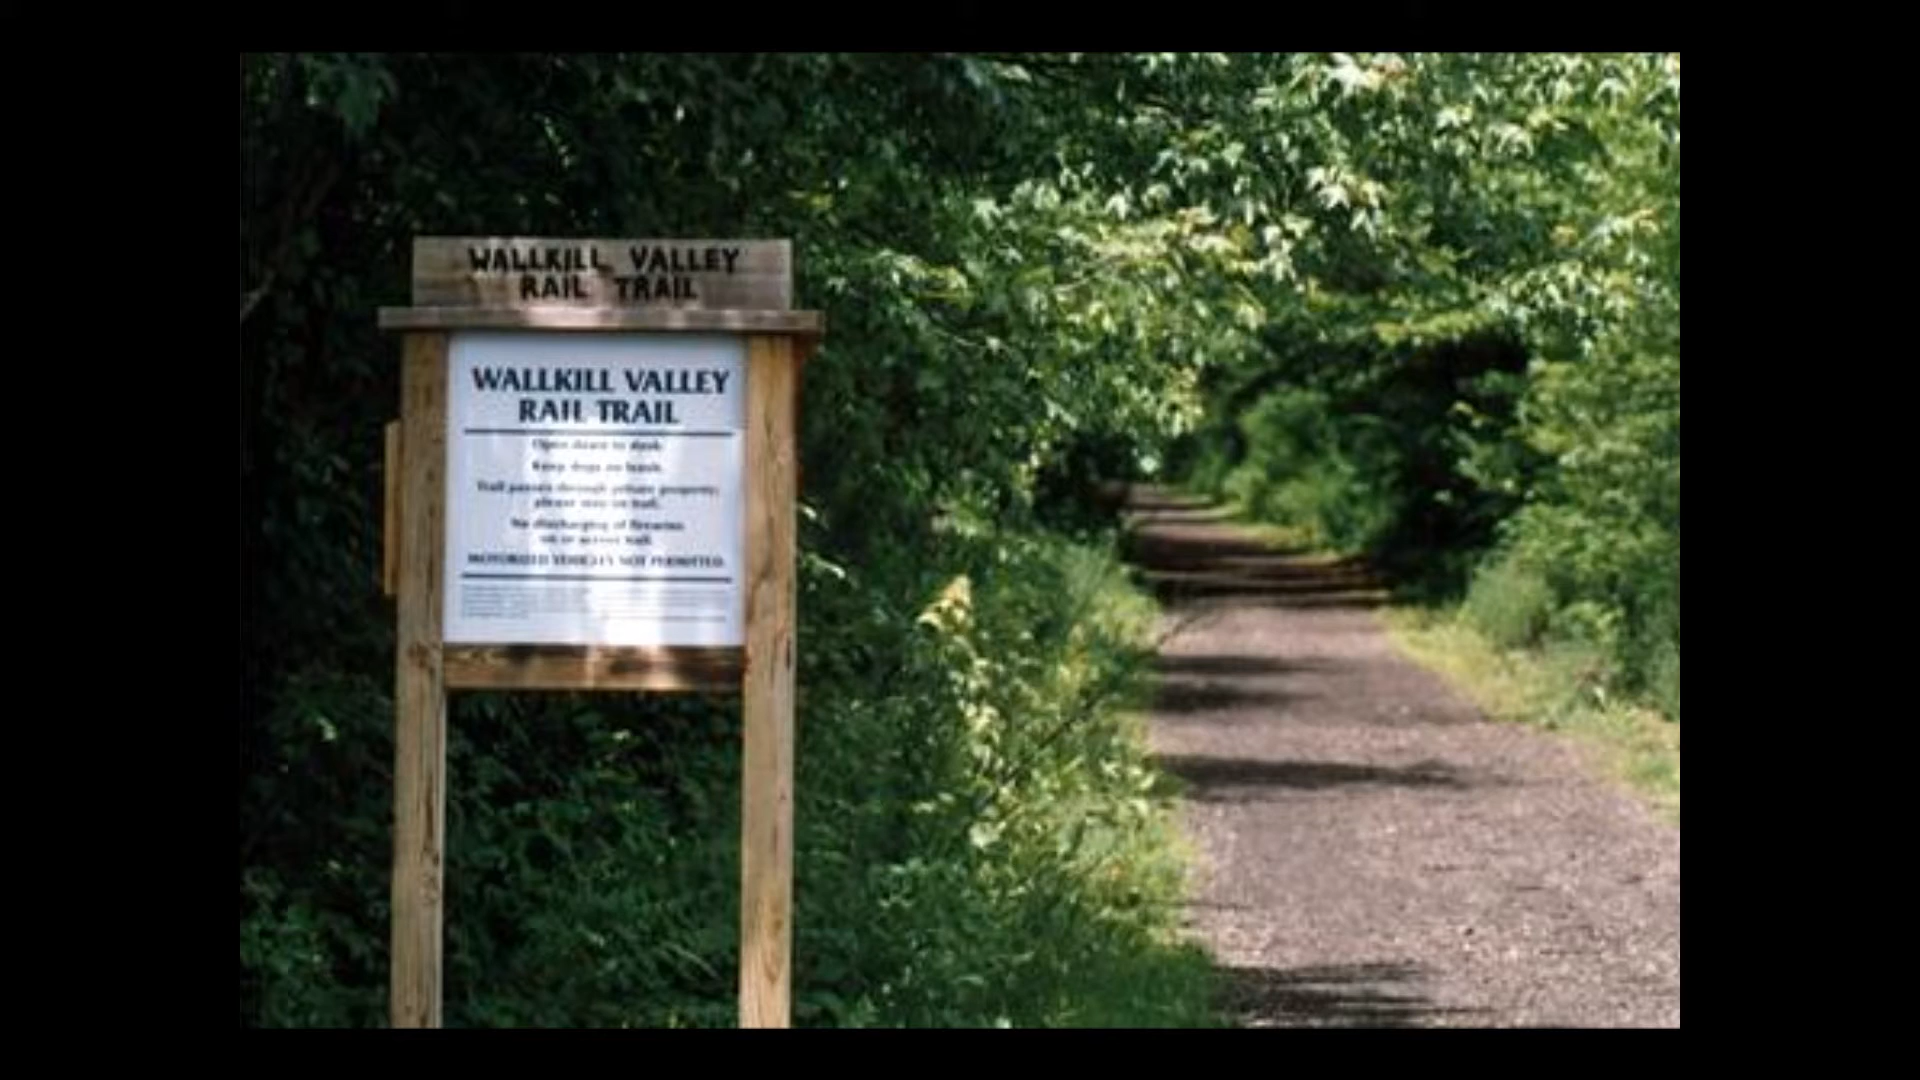 WALLKILL VALLEY
RAIL TRAIL
WALLKILL VALLEY
RAIL TRAIL
Open dawn to dusk.
Keep dogs on leash.
Trail passes through private property,
please stay on trail.
No discharging of firearms
on or across trail.
MOTORIZED VEHICLES NOT PERMITTED.